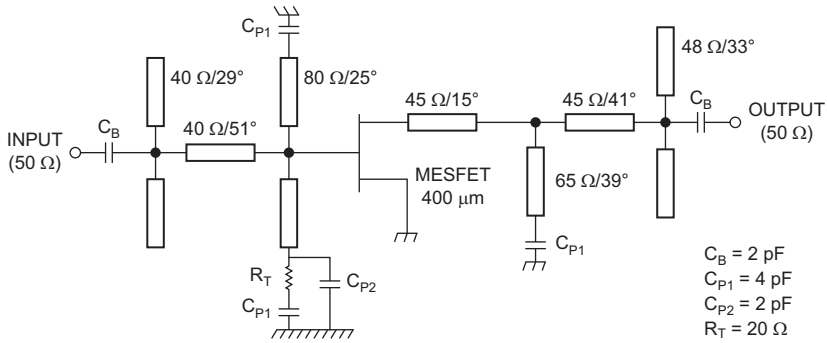 C_P1
48 Ω/33°
40 Ω/29°
80 Ω/25°
45 Ω/15°
45 Ω/41°
C_B
OUTPUT
(50 Ω)
INPUT
(50 Ω)
C_B
40 Ω/51°
MESFET
400 μm
65 Ω/39°
C_P1
R_T
C_P2
C_P1
C_B = 2 pF
C_P1 = 4 pF
C_P2 = 2 pF
R_T = 20 Ω